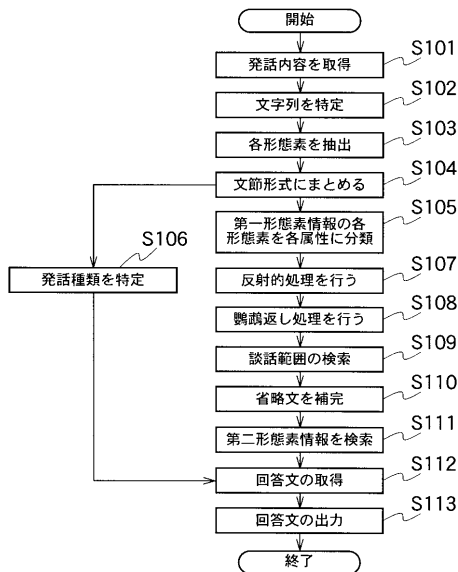 開始
発話内容を取得
S101
文字列を特定
S102
各形態素を抽出
S103
文節形式にまとめる
S104
第一形態素情報の各
形態素を各属性に分類
S105
発話種類を特定
S106
反射的処理を行う
S107
鸚鵡返し処理を行う
S108
談話範囲の検索
S109
省略文を補完
S110
第二形態素情報を検索
S111
回答文の取得
S112
回答文の出力
S113
終了